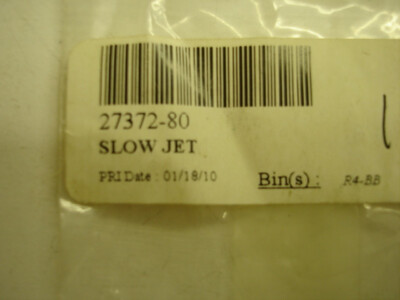 27372-80
SLOW JET
PRI Date : 01/18/10 Bin(s) : R4-BB